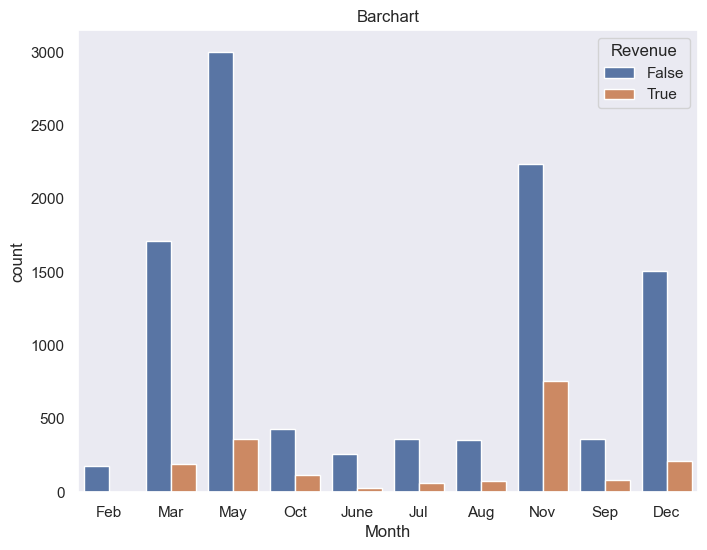 Barchart
Revenue
False
True
3000
2500
2000
1500
1000
500
0
count
Feb Mar May Oct June Jul Aug Nov Sep Dec
Month